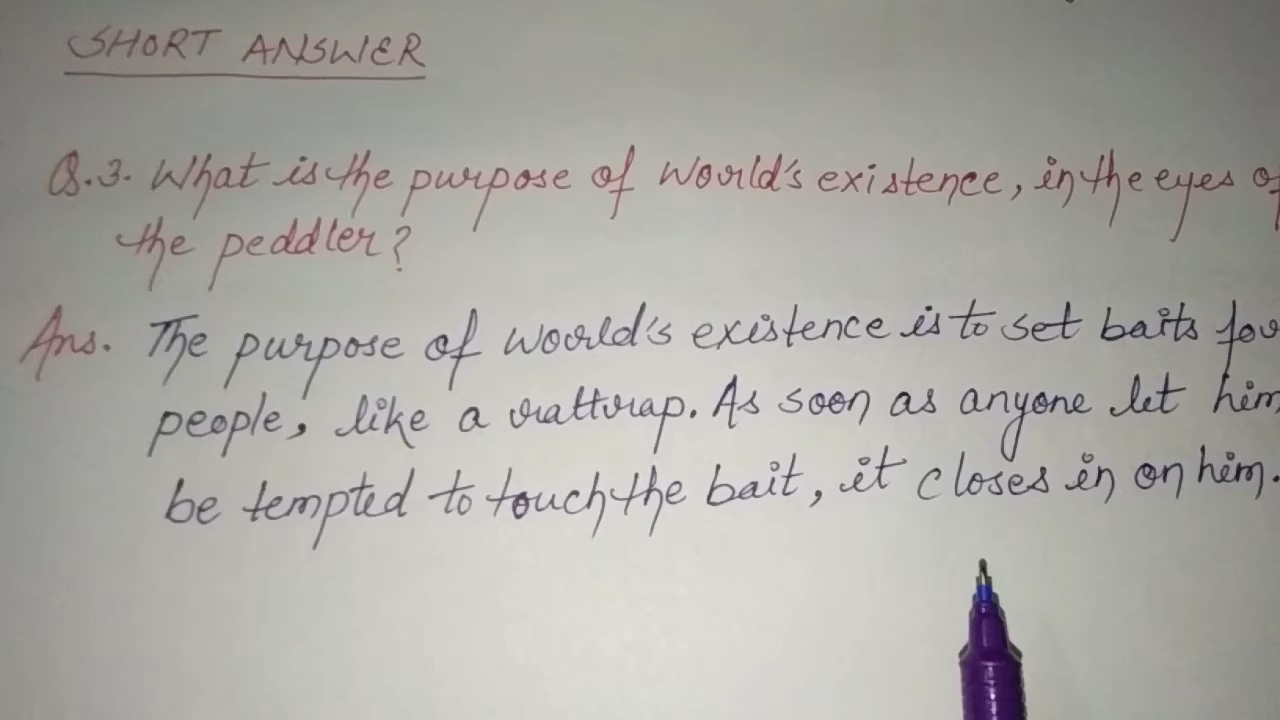 SHORT ANSWER
Q.3. What is the purpose of world's existence, in the eyes of
the peddler?
Ans. The purpose of world's existence is to set baits for
people, like a rattrap. As soon as anyone let him
be tempted to touch the bait, it closes in on him.